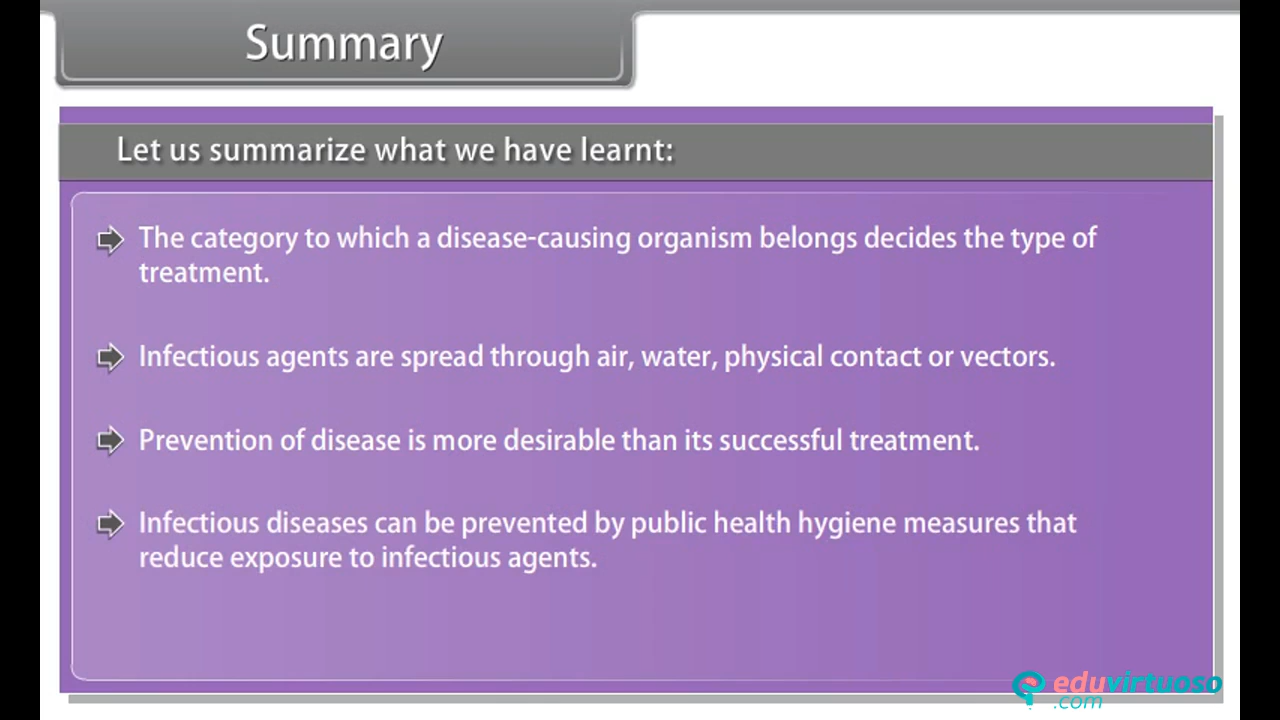 Summary
Let us summarize what we have learnt:
The category to which a disease-causing organism belongs decides the type of
treatment.
Infectious agents are spread through air, water, physical contact or vectors.
Prevention of disease is more desirable than its successful treatment.
Infectious diseases can be prevented by public health hygiene measures that
reduce exposure to infectious agents.
eduvirtuoso
.com